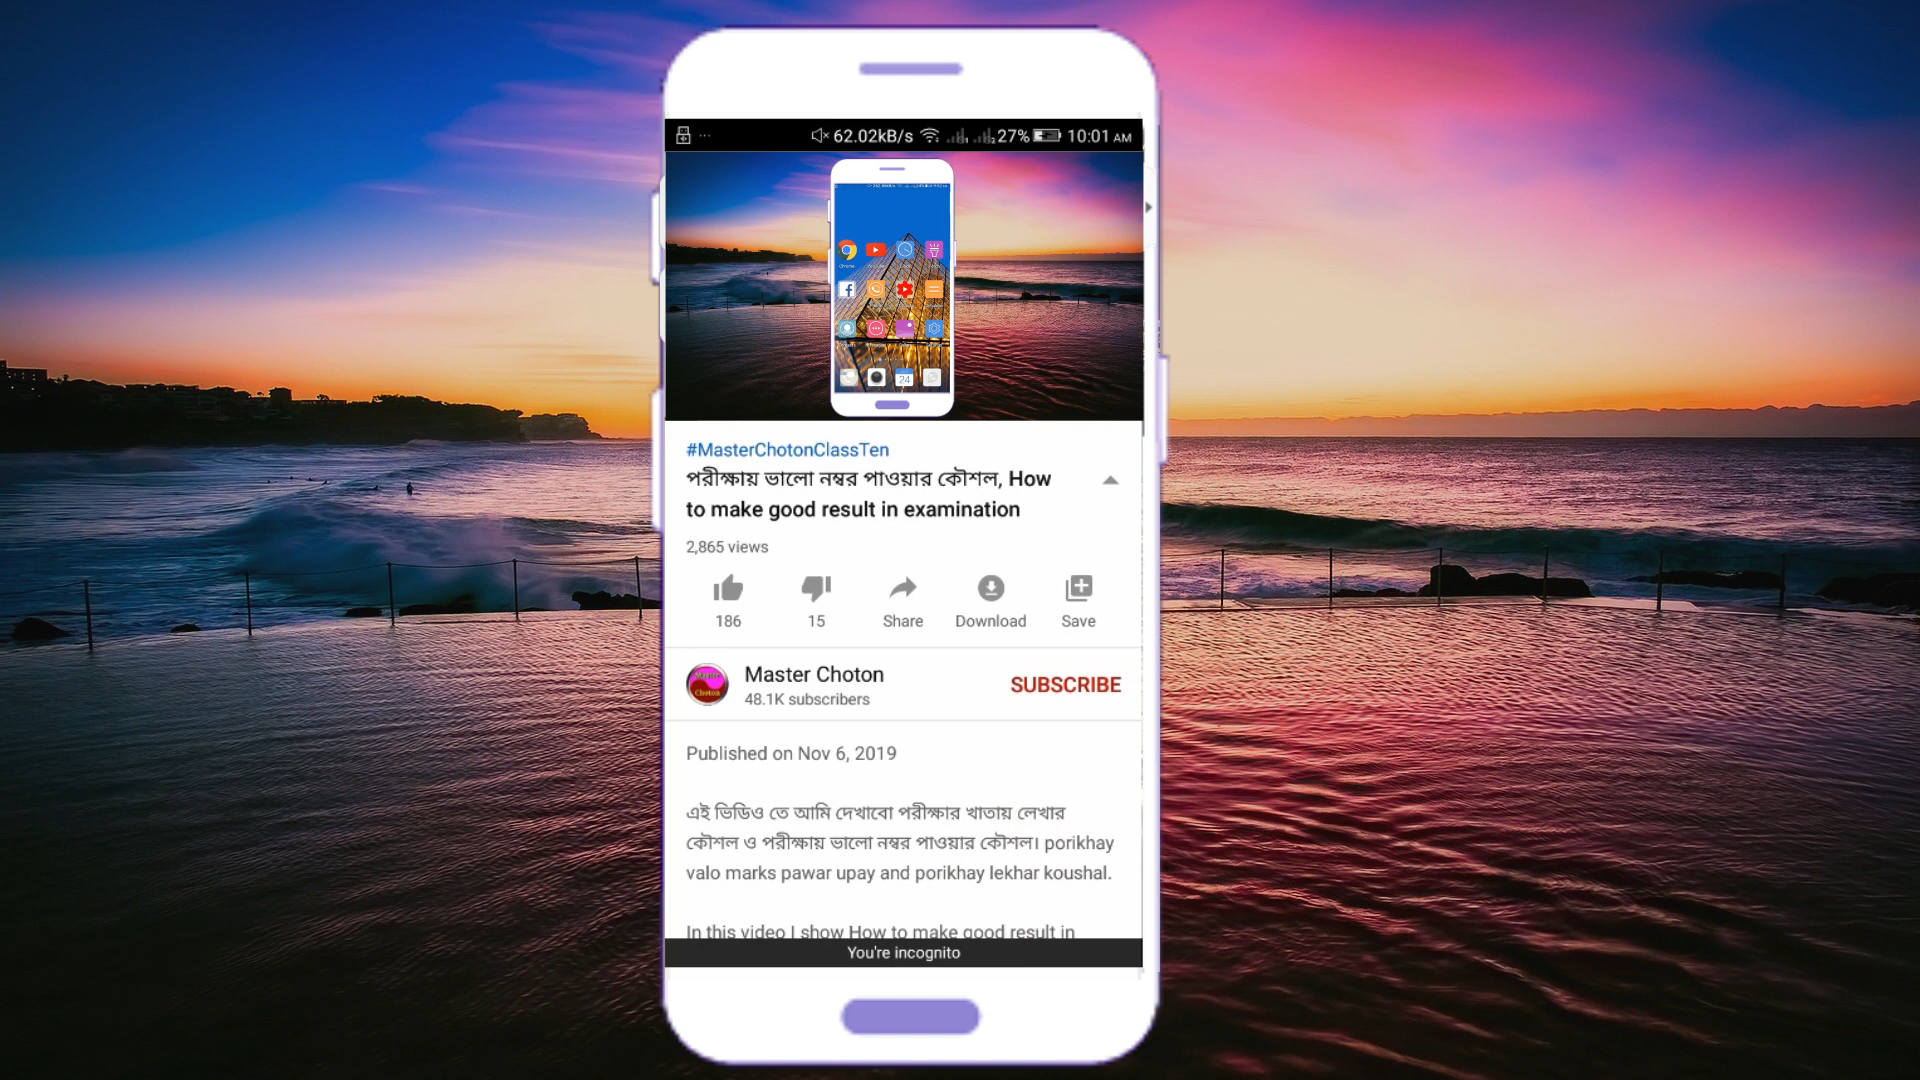 62.02kB/s 27% 10:01 AM
24
#MasterChotonClassTen
পরীক্ষায় ভালো নম্বর পাওয়ার কৌশল, How
to make good result in examination
2,865 views
186 15 Share Download Save
Master Choton
Master Choton
48.1K subscribers
SUBSCRIBE
Published on Nov 6, 2019
এই ভিডিও তে আমি দেখাবো পরীক্ষার খাতায় লেখার
কৌশল ও পরীক্ষায় ভালো নম্বর পাওয়ার কৌশল। porikhay
valo marks pawar upay and porikhay lekhar koushal.
In this video I show How to make good result in
You're incognito